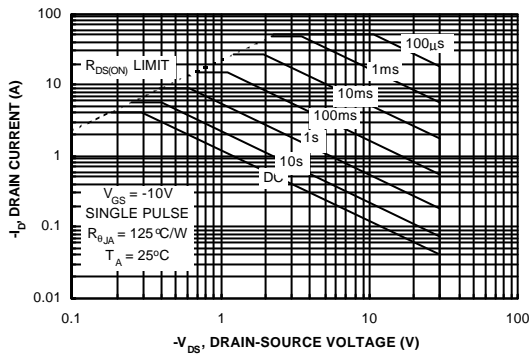 100
10
1
0.1
0.01
-I_D, DRAIN CURRENT (A)
R_DS(ON) LIMIT
100μs
1ms
10ms
100ms
1s
10s
DC
V_GS = -10V
SINGLE PULSE
R_θJA = 125 °C/W
T_A = 25°C
0.1
1
10
100
-V_DS, DRAIN-SOURCE VOLTAGE (V)